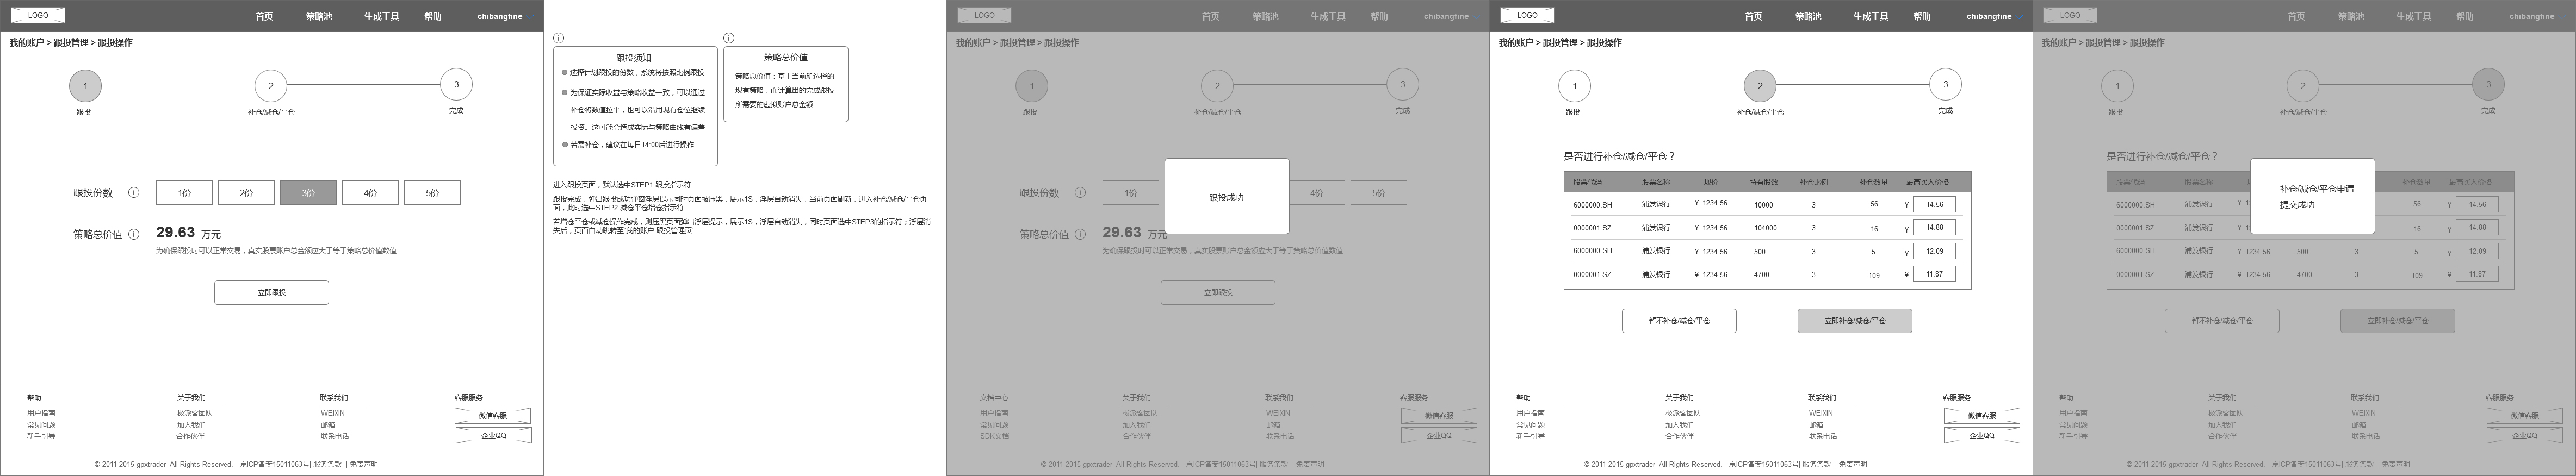 LOGO 首页 策略池 生成工具 帮助 chibangfine
我的账户 > 跟投管理 > 跟投操作
1 2 3
跟投 补仓/减仓/平仓 完成
跟投份数 i 1份 2份 3份 4份 5份
策略总价值 i 29.63 万元
为确保跟投时可以正常交易，真实股票账户总金额应大于等于策略总价值数值
立即跟投
帮助 关于我们 联系我们 客服服务
用户指南 极派客团队 WEIXIN 微信客服
常见问题 加入我们 邮箱
新手引导 合作伙伴 联系电话 企业QQ
© 2011-2015 gpxtrader All Rights Reserved. 京ICP备案15011063号| 服务条款 | 免责声明
i
跟投须知
选择计划跟投的份数，系统将按照比例跟投
为保证实际收益与策略收益一致，可以通过
补仓将数值拉平，也可以沿用现有仓位继续
投资。这可能会造成实际与策略曲线有偏差
若需补仓，建议在每日14:00后进行操作
i
策略总价值
策略总价值：基于当前所选择的
现有策略，而计算出的完成跟投
所需要的虚拟账户总金额
进入跟投页面，默认选中STEP1 跟投指示符
跟投完成，弹出跟投成功弹窗浮层提示同时页面被压黑，展示1S，浮层自动消失，当前页面刷新，进入补仓/减仓/平仓页
面，此时选中STEP2 减仓平仓增仓指示符
若增仓平仓或减仓操作完成，则压黑页面弹出浮层提示，展示1S，浮层自动消失，同时页面选中STEP3的指示符；浮层消
失后，页面自动跳转至“我的账户-跟投管理页”
LOGO 首页 策略池 生成工具 帮助 chibangfine
我的账户 > 跟投管理 > 跟投操作
1 2 3
跟投 补仓/减仓/平仓 完成
跟投份数 i 1份 4份 5份
跟投成功
策略总价值 i 29.63 万元
为确保跟投时可以正常交易，真实股票账户总金额应大于等于策略总价值数值
立即跟投
文档中心 关于我们 联系我们 客服服务
用户指南 极派客团队 WEIXIN 微信客服
常见问题 加入我们 邮箱
SDK文档 合作伙伴 联系电话 企业QQ
© 2011-2015 gpxtrader All Rights Reserved. 京ICP备案15011063号| 服务条款 | 免责声明
LOGO 首页 策略池 生成工具 帮助 chibangfine
我的账户 > 跟投管理 > 跟投操作
1 2 3
跟投 补仓/减仓/平仓 完成
是否进行补仓/减仓/平仓？
股票代码 股票名称 现价 持有股数 补仓比例 补仓数量 最高买入价格
6000000.SH 浦发银行 ¥ 1234.56 10000 3 56 ¥ 14.56
0000001.SZ 浦发银行 ¥ 1234.56 104000 3 16 ¥ 14.88
6000000.SH 浦发银行 ¥ 1234.56 500 3 5 ¥ 12.09
0000001.SZ 浦发银行 ¥ 1234.56 4700 3 109 ¥ 11.87
暂不补仓/减仓/平仓 立即补仓/减仓/平仓
帮助 关于我们 联系我们 客服服务
用户指南 极派客团队 WEIXIN 微信客服
常见问题 加入我们 邮箱
新手引导 合作伙伴 联系电话 企业QQ
© 2011-2015 gpxtrader All Rights Reserved. 京ICP备案15011063号| 服务条款 | 免责声明
LOGO 首页 策略池 生成工具 帮助 chibangfine
我的账户 > 跟投管理 > 跟投操作
1 2 3
跟投 补仓/减仓/平仓 完成
是否进行补仓/减仓/平仓？
股票代码 股票名称 补仓数量 最高买入价格
补仓/减仓/平仓申请
提交成功
6000000.SH 浦发银行 ¥ 12 56 ¥ 14.56
0000001.SZ 浦发银行 ¥ 12 16 ¥ 14.88
6000000.SH 浦发银行 ¥ 1234.56 500 3 5 ¥ 12.09
0000001.SZ 浦发银行 ¥ 1234.56 4700 3 109 ¥ 11.87
暂不补仓/减仓/平仓 立即补仓/减仓/平仓
帮助 关于我们 联系我们 客服服务
用户指南 极派客团队 WEIXIN 微信客服
常见问题 加入我们 邮箱
新手引导 合作伙伴 联系电话 企业QQ
© 2011-2015 gpxtrader All Rights Reserved. 京ICP备案15011063号| 服务条款 | 免责声明